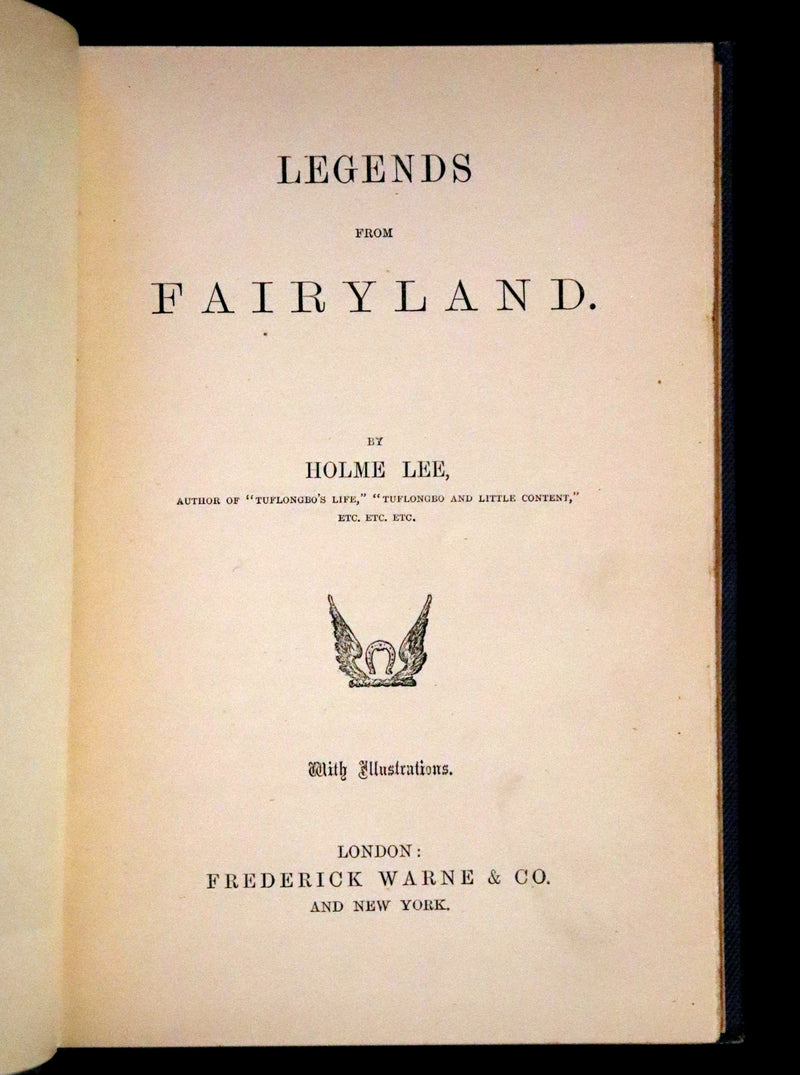 LEGENDS
FROM
FAIRYLAND.
BY
HOLME LEE,
AUTHOR OF "TUFLONGBO'S LIFE," "TUFLONGBO AND LITTLE CONTENT,"
ETC. ETC. ETC.
With Illustrations.
LONDON:
FREDERICK WARNE & CO.
AND NEW YORK.